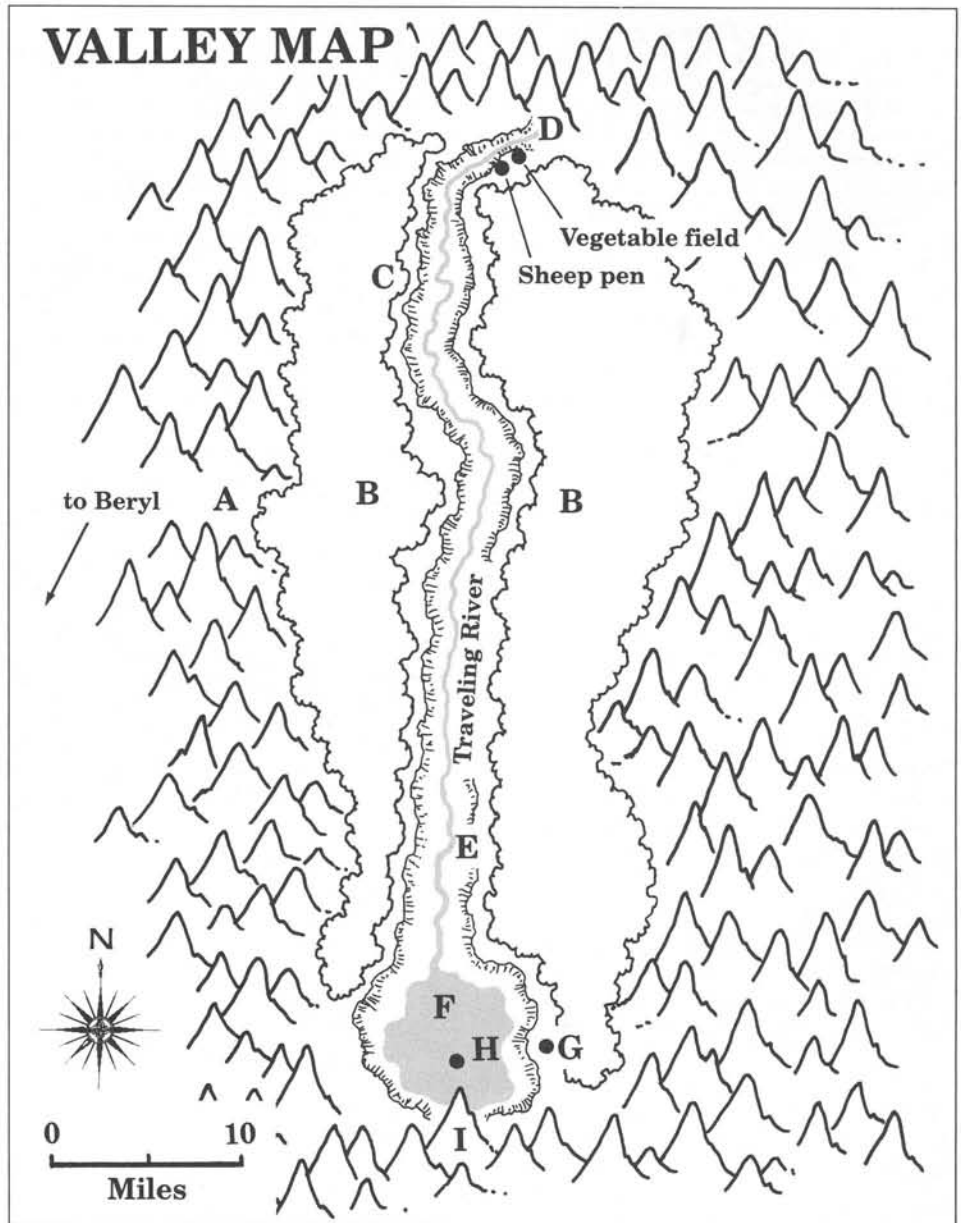 VALLEY MAP
D
Vegetable field
Sheep pen
C
to Beryl
A
B
B
Traveling River
E
N
F
H
G
I
0 10
Miles